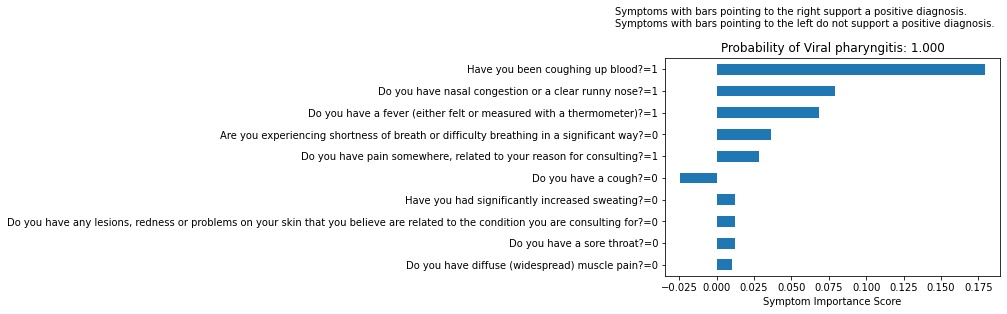 Symptoms with bars pointing to the right support a positive diagnosis.
Symptoms with bars pointing to the left do not support a positive diagnosis.
Probability of Viral pharyngitis: 1.000
Have you been coughing up blood?=1
Do you have nasal congestion or a clear runny nose?=1
Do you have a fever (either felt or measured with a thermometer)?=1
Are you experiencing shortness of breath or difficulty breathing in a significant way?=0
Do you have pain somewhere, related to your reason for consulting?=1
Do you have a cough?=0
Have you had significantly increased sweating?=0
Do you have any lesions, redness or problems on your skin that you believe are related to the condition you are consulting for?=0
Do you have a sore throat?=0
Do you have diffuse (widespread) muscle pain?=0
−0.025 0.000 0.025 0.050 0.075 0.100 0.125 0.150 0.175
Symptom Importance Score